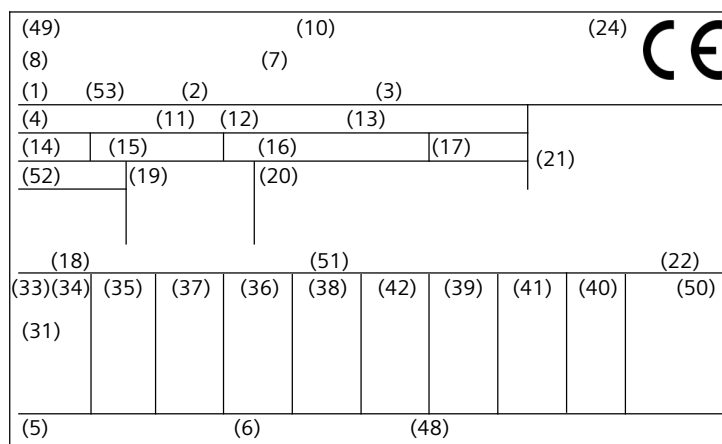 (49) (10) (24) CE
(8) (7)
(1) (53) (2) (3)
(4) (11) (12) (13)
(14) (15) (16) (17) (21)
(52) (19) (20)
(18) (51) (22)
(33)(34) (35) (37) (36) (38) (42) (39) (41) (40) (50)
(31)
(5) (6) (48)